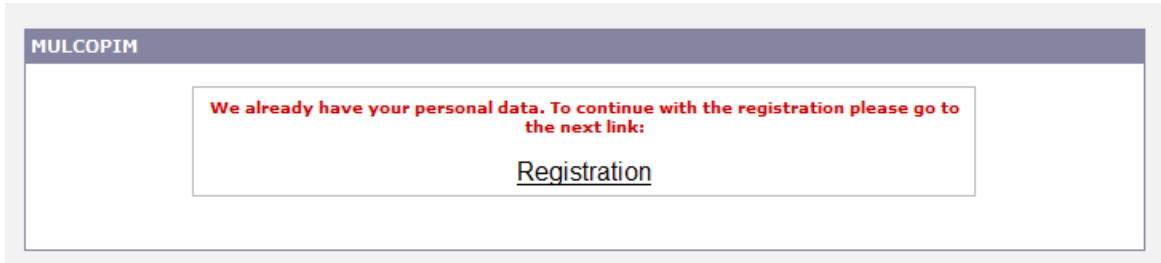 MULCOPIM
We already have your personal data. To continue with the registration please go to
the next link:
Registration